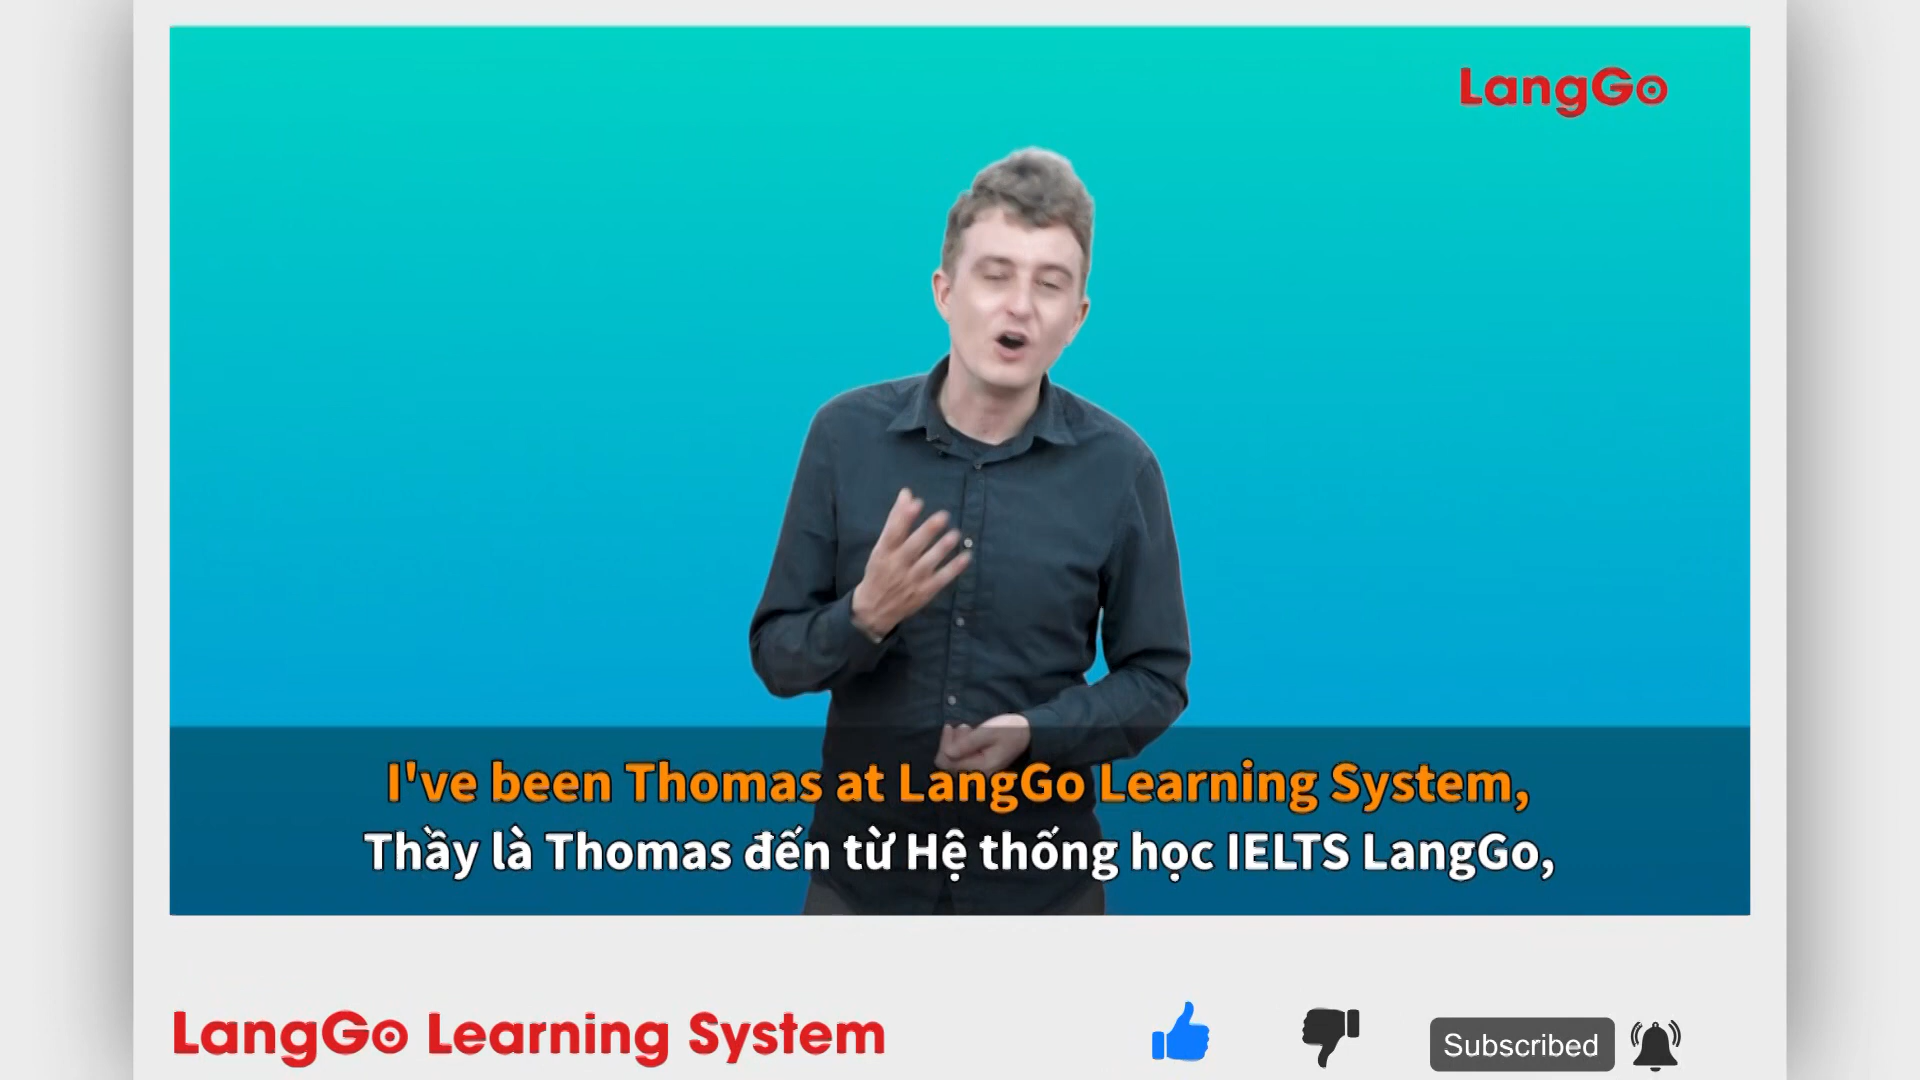 LangGo
I've been Thomas at LangGo Learning System,
Thầy là Thomas đến từ Hệ thống học IELTS LangGo,
LangGo Learning System
Subscribed